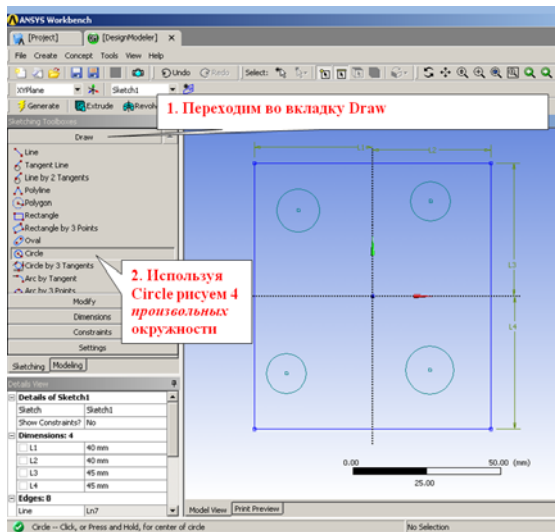 ANSYS Workbench
[Project] [DesignModeler]
File Create Concept Tools View Help
Undo Redo Select:
XYPlane Sketch1
Generate Extrude Revolv
1. Переходим во вкладку Draw
Sketching Toolboxes
Draw
Line
Tangent Line
Line by 2 Tangents
Polyline
Polygon
Rectangle
Rectangle by 3 Points
Oval
Circle
Circle by 3 Tangents
Arc by Tangent
Arc by 3 Points
Modify
Dimensions
Constraints
Settings
Sketching Modeling
2. Используя
Circle рисуем 4
произвольных
окружности
L1 L2
L3
L4
Details View
Details of Sketch1
Sketch Sketch1
Show Constraints? No
Dimensions: 4
L1 40 mm
L2 40 mm
L3 45 mm
L4 45 mm
Edges: 8
Line Ln7
0.00 50.00 (mm)
25.00
Model View Print Preview
Circle -- Click, or Press and Hold, for center of circle No Selection